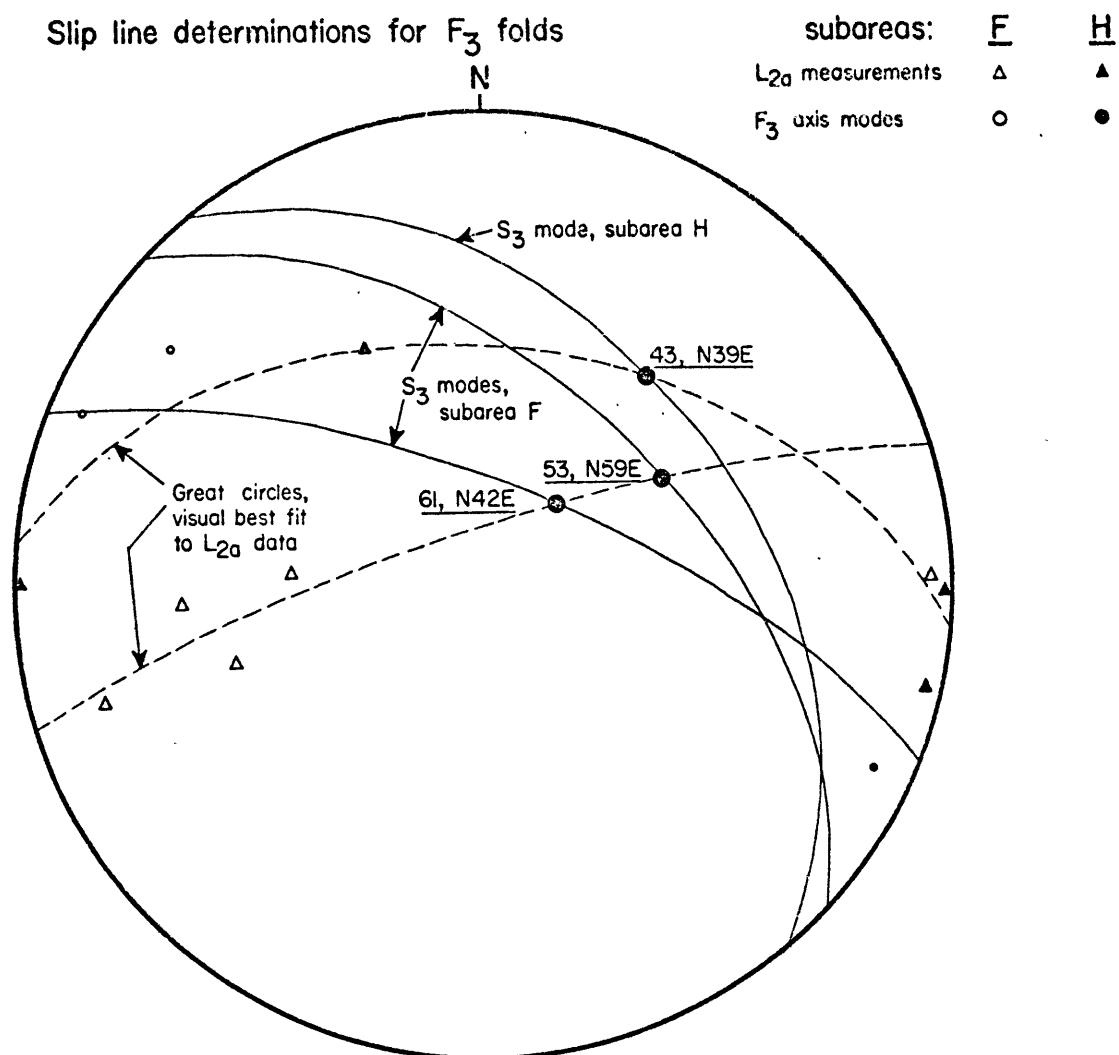 Slip line determinations for F3 folds
subareas: F H
L2a measurements
F3 axis modes
N
S3 mode, subarea H
43, N39E
S3 modes,
subarea F
53, N59E
61, N42E
Great circles,
visual best fit
to L2a data